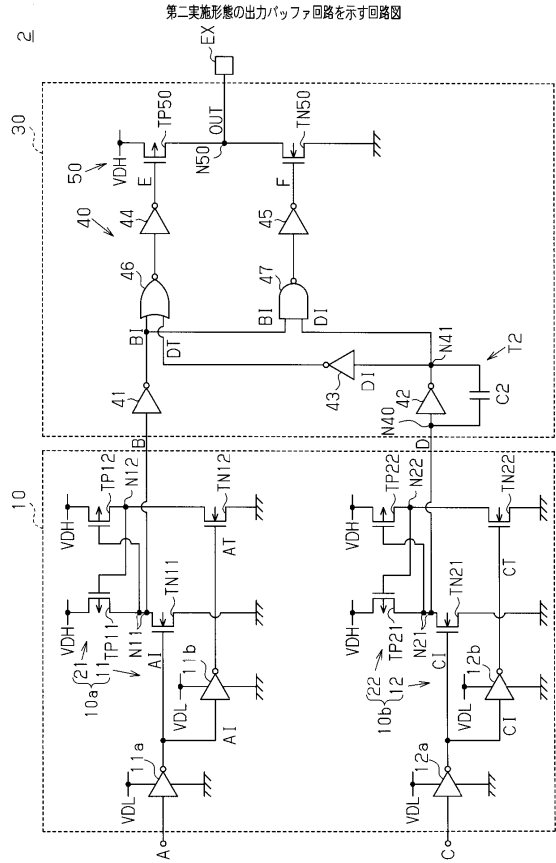 第二実施形態の出力バッファ回路を示す回路図
2
10
30
VDH
VDH
TP11
TP12
N12
21
11
10a
N11
TN11
TN12
AI
AT
VDL
11b
VDL
11a
AI
A
B
41
BI
46
DT
44
E
40
50
VDH
TP50
OUT
EX
N50
TN50
F
45
47
BI
DI
43
DI
N41
T2
42
C2
N40
D
VDH
VDH
TP21
TP22
N22
22
12
10b
N21
TN21
TN22
CI
CT
VDL
12b
VDL
12a
CI
C